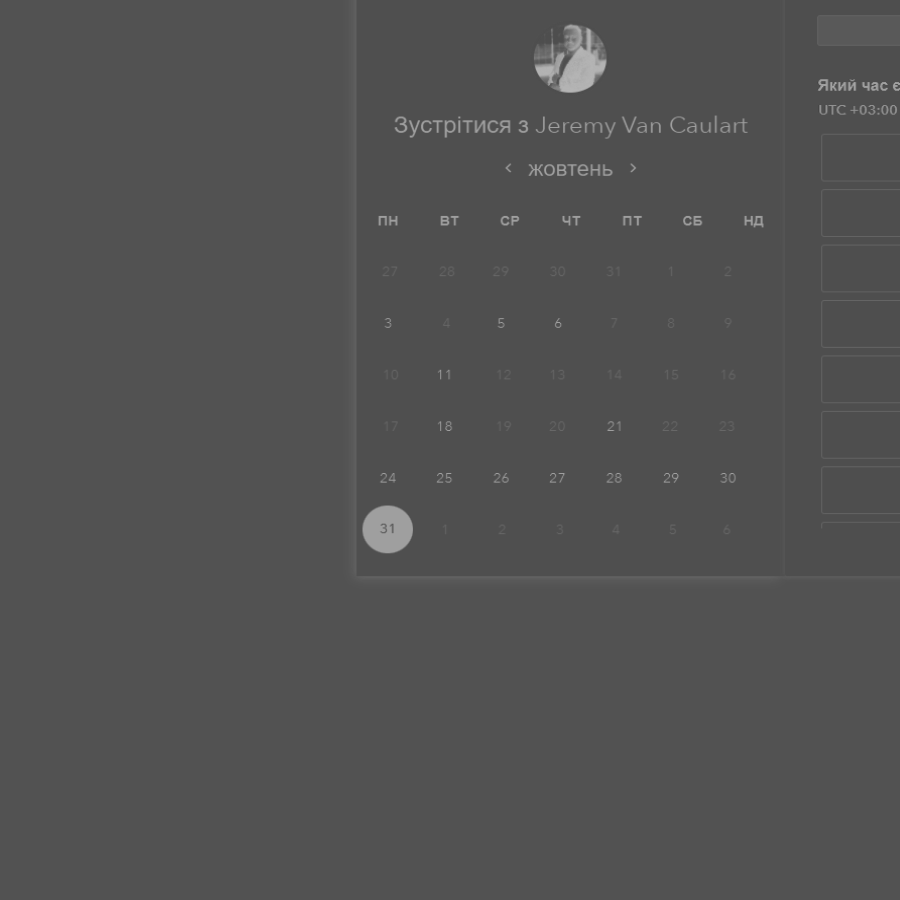 Зустрітися з Jeremy Van Caulart
‹ жовтень ›
ПН ВТ СР ЧТ ПТ СБ НД
27 28 29 30 31 1 2
3 4 5 6 7 8 9
10 11 12 13 14 15 16
17 18 19 20 21 22 23
24 25 26 27 28 29 30
31 1 2 3 4 5 6
Який час є
UTC +03:00